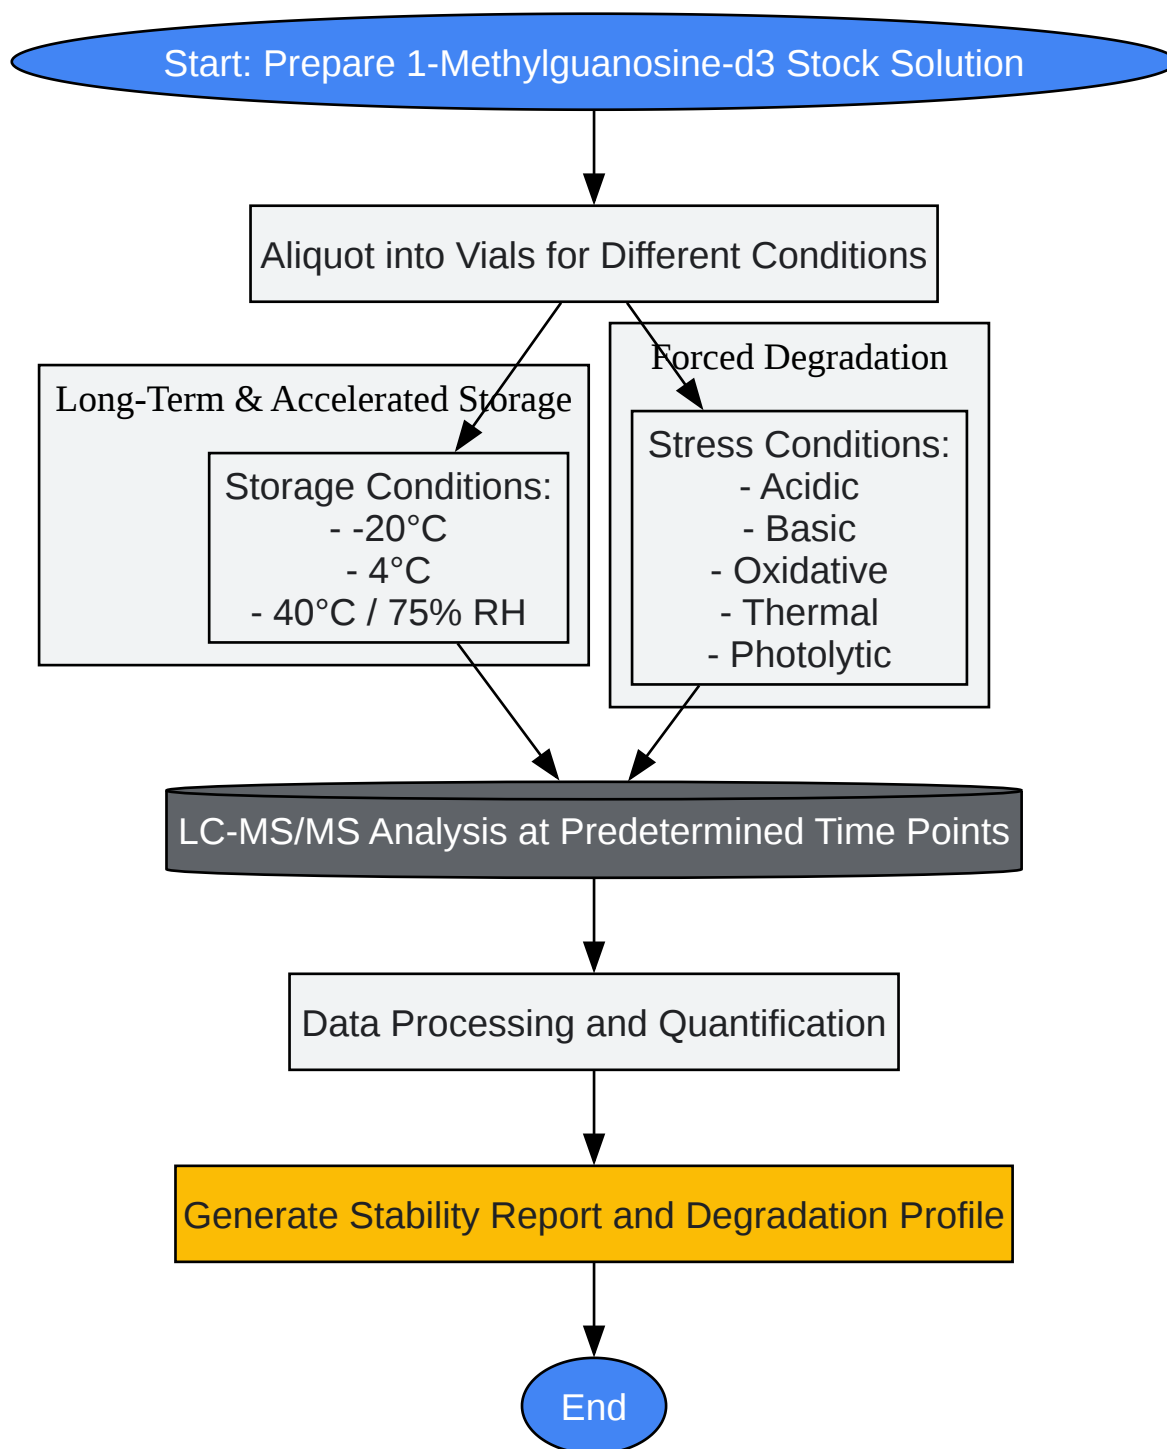 Start: Prepare 1-Methylguanosine-d3 Stock Solution
Aliquot into Vials for Different Conditions
Long-Term & Accelerated Storage
Storage Conditions:
- -20°C
- 4°C
- 40°C / 75% RH
Forced Degradation
Stress Conditions:
- Acidic
- Basic
- Oxidative
- Thermal
- Photolytic
LC-MS/MS Analysis at Predetermined Time Points
Data Processing and Quantification
Generate Stability Report and Degradation Profile
End